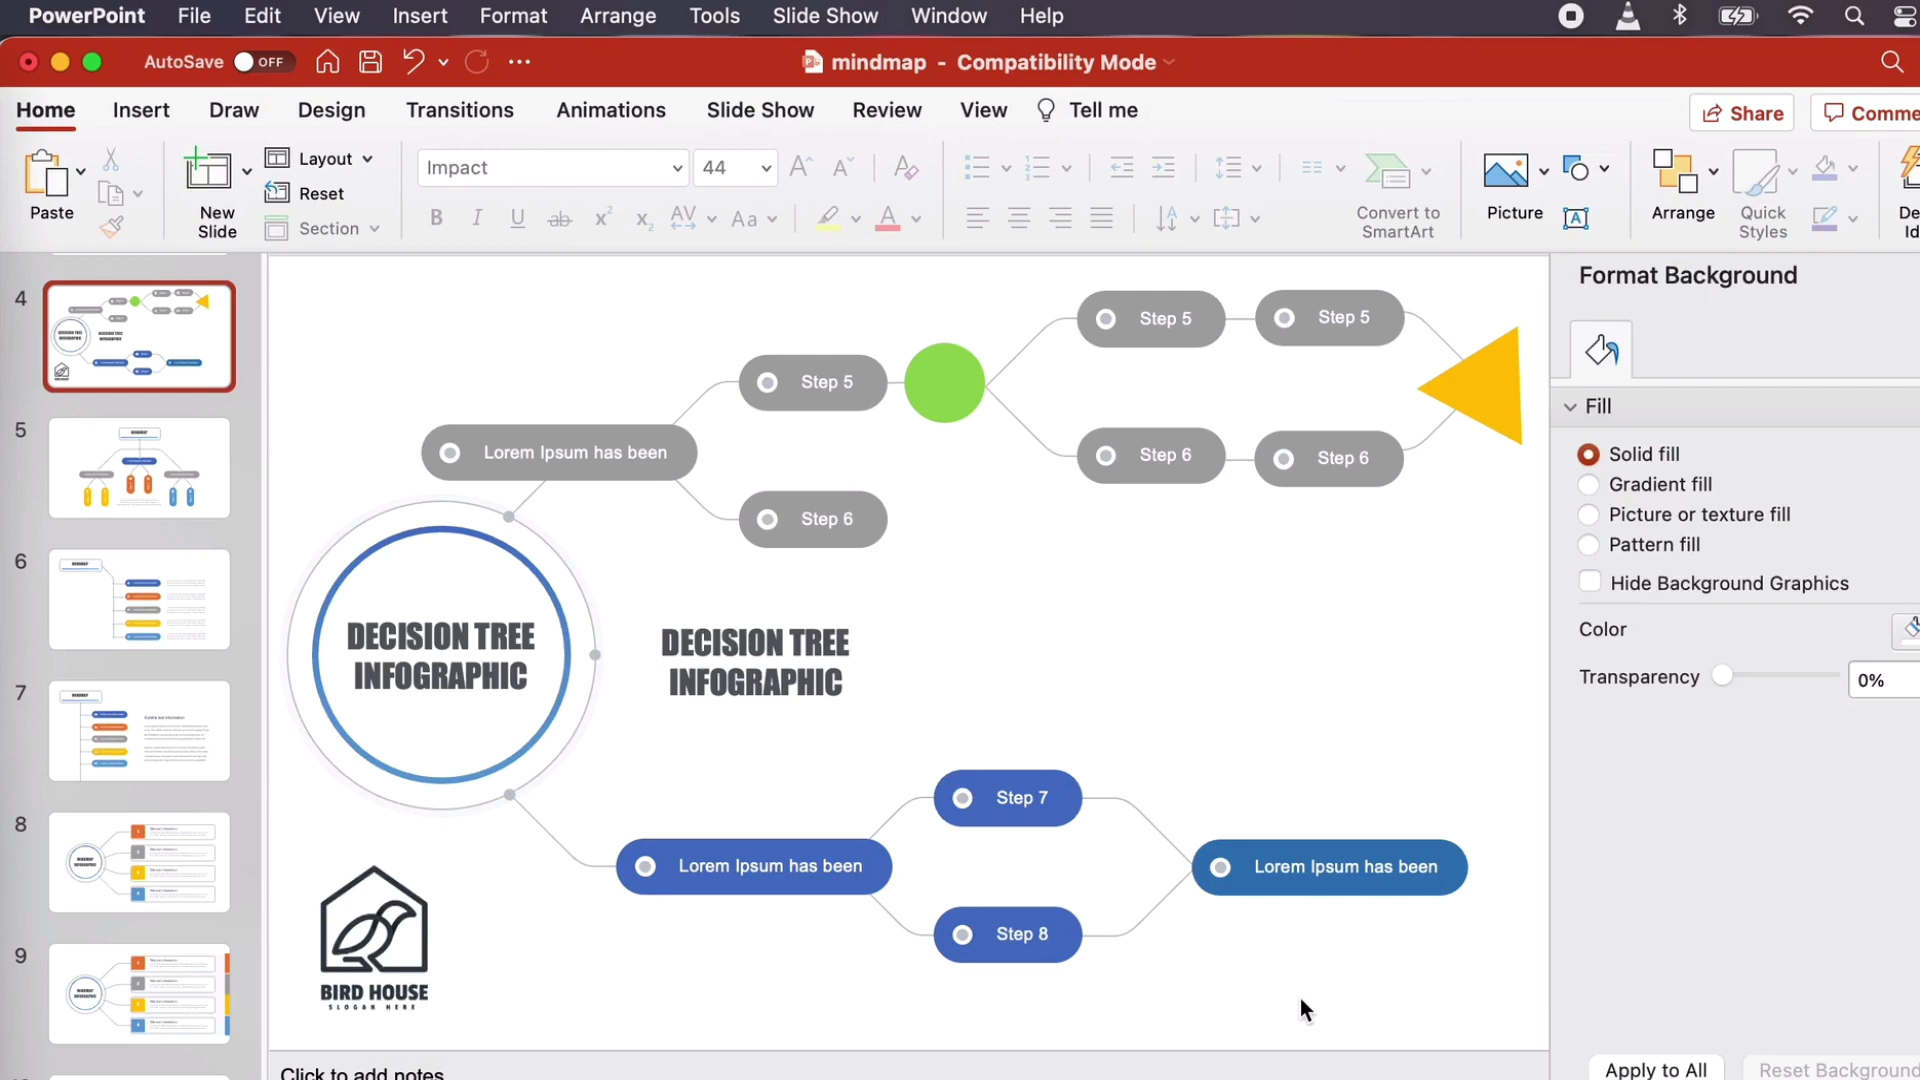 PowerPoint File Edit View Insert Format Arrange Tools Slide Show Window Help
AutoSave OFF mindmap - Compatibility Mode
Home Insert Draw Design Transitions Animations Slide Show Review View Tell me Share Comme
Paste
New
Slide
Layout
Reset
Section
Impact 44
Convert to
SmartArt
Picture
Arrange
Quick
Styles
De
Id
4
5
6
7
8
9
Step 5
Step 5
Step 5
Lorem Ipsum has been
Step 6
Step 6
Step 6
DECISION TREE
INFOGRAPHIC
DECISION TREE
INFOGRAPHIC
Step 7
Lorem Ipsum has been
Lorem Ipsum has been
Step 8
BIRD HOUSE
SLOGAN HERE
Click to add notes
Format Background
Fill
Solid fill
Gradient fill
Picture or texture fill
Pattern fill
Hide Background Graphics
Color
Transparency 0%
Apply to All Reset Background